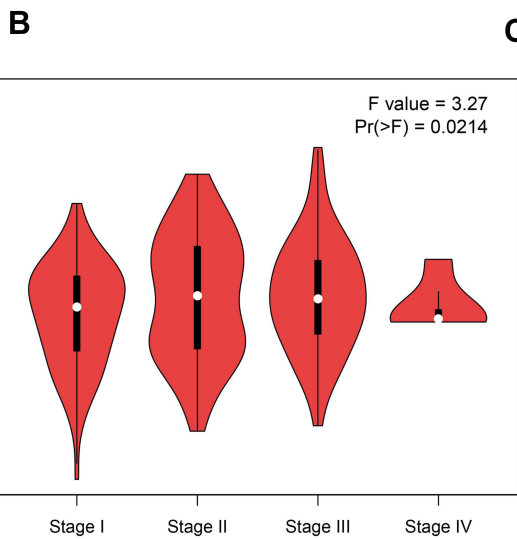 B
C
F value = 3.27
Pr(>F) = 0.0214
Stage I
Stage II
Stage III
Stage IV